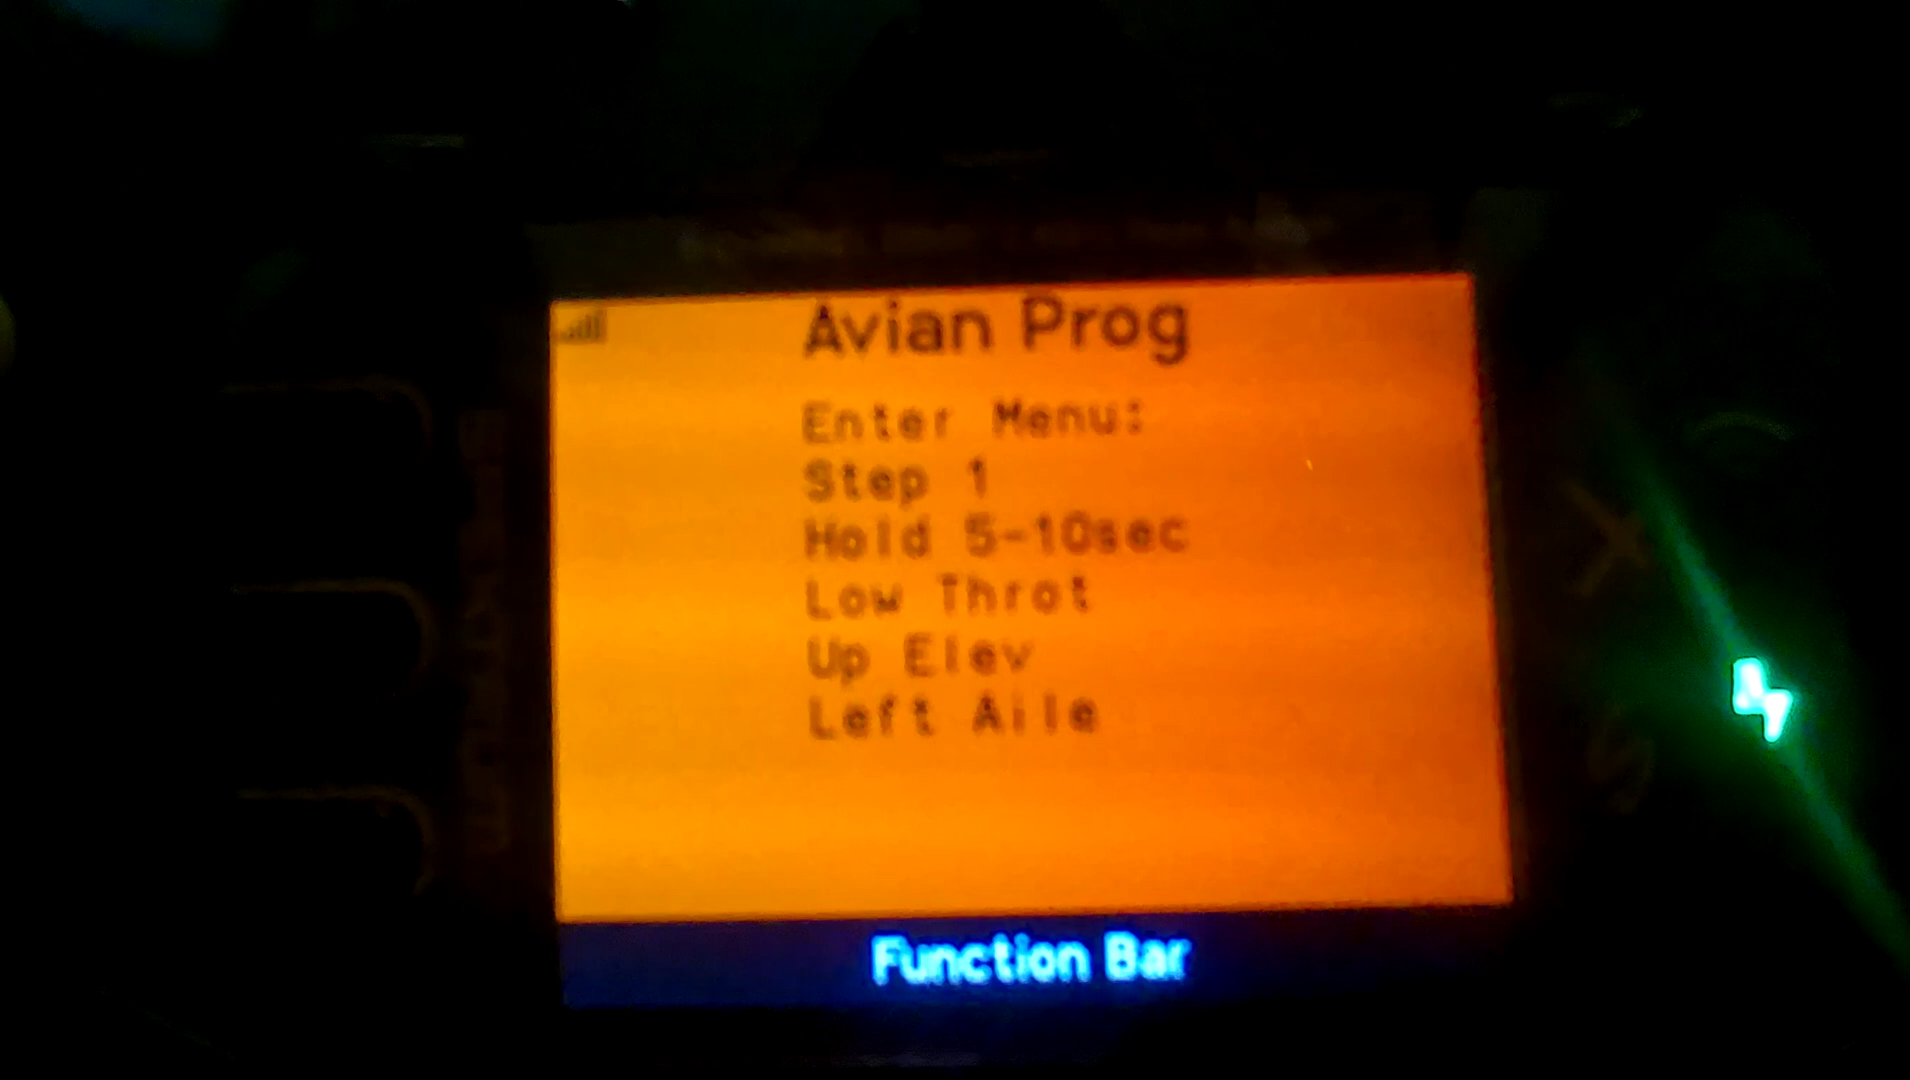 Avian Prog
Enter Menu:
Step 1
Hold 5-10sec
Low Throt
Up Elev
Left Aile
Function Bar